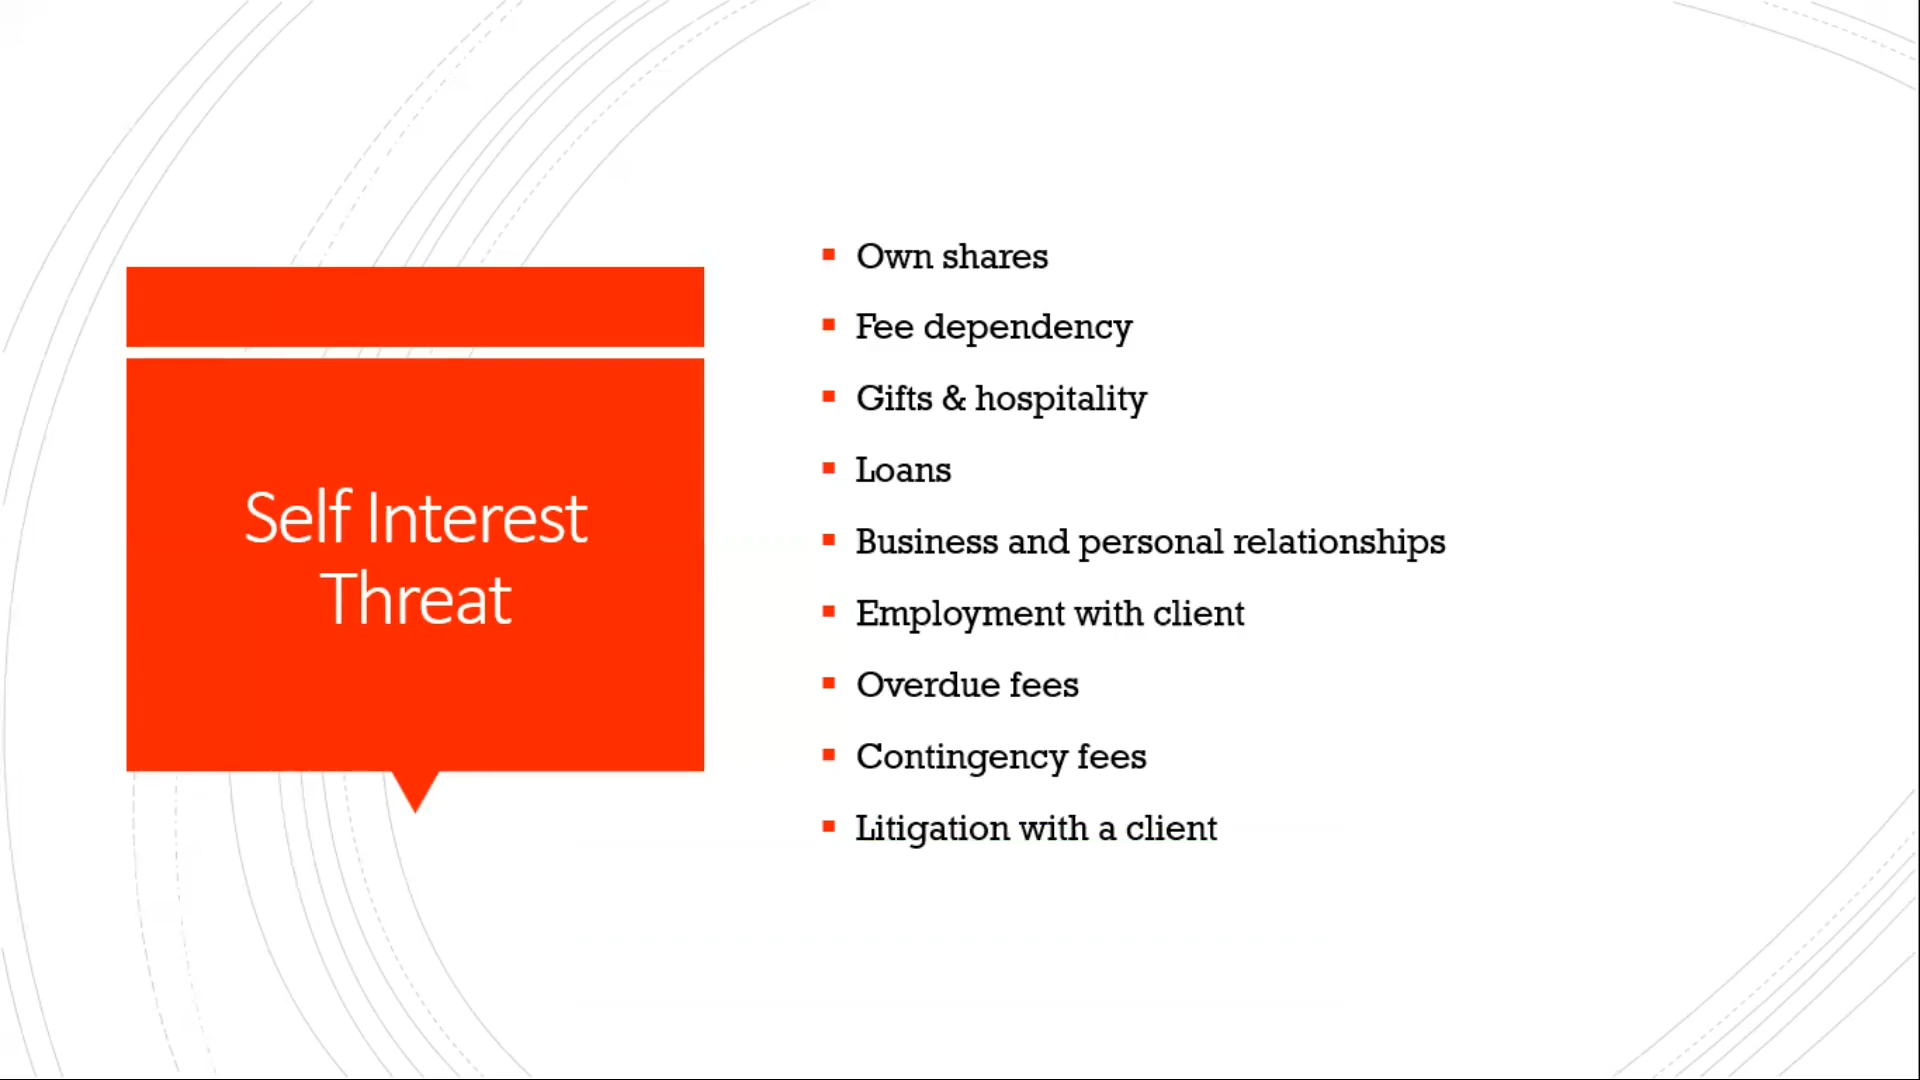 Self Interest
Threat
Own shares
Fee dependency
Gifts & hospitality
Loans
Business and personal relationships
Employment with client
Overdue fees
Contingency fees
Litigation with a client